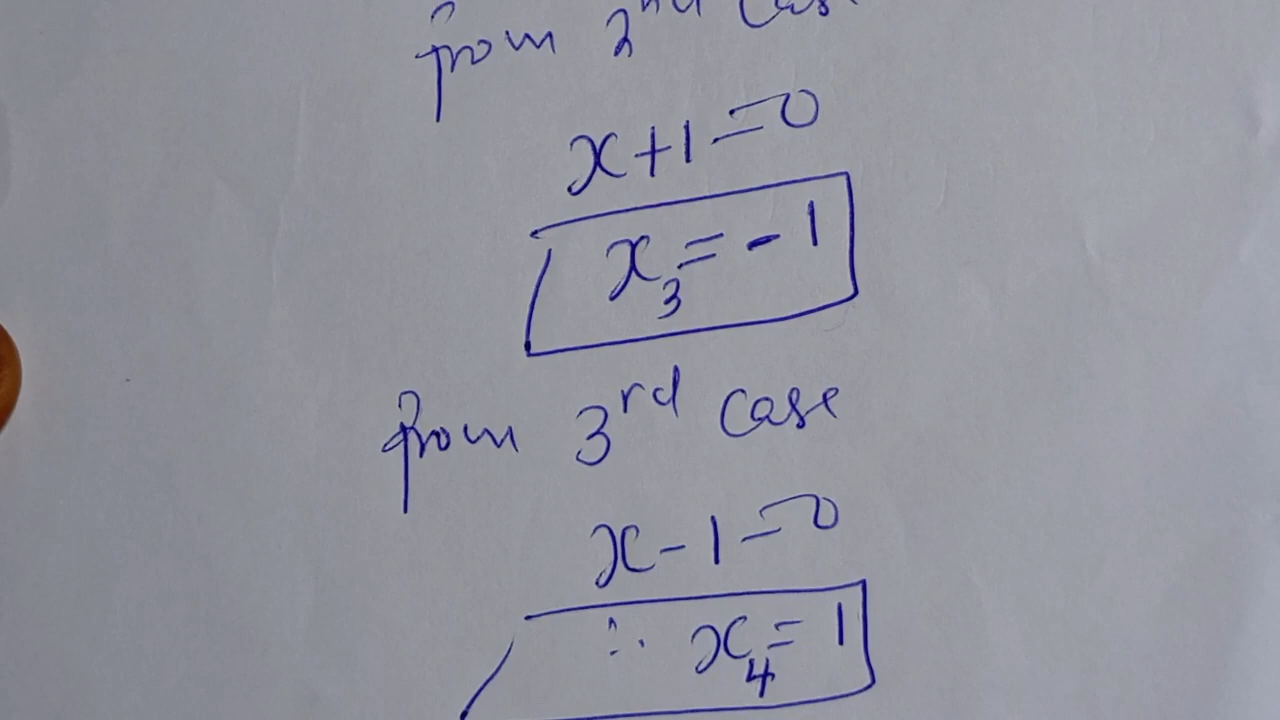 from 2nd case
x+1=0
x₃=-1
from 3rd case
x-1=0
∴ x₄=1